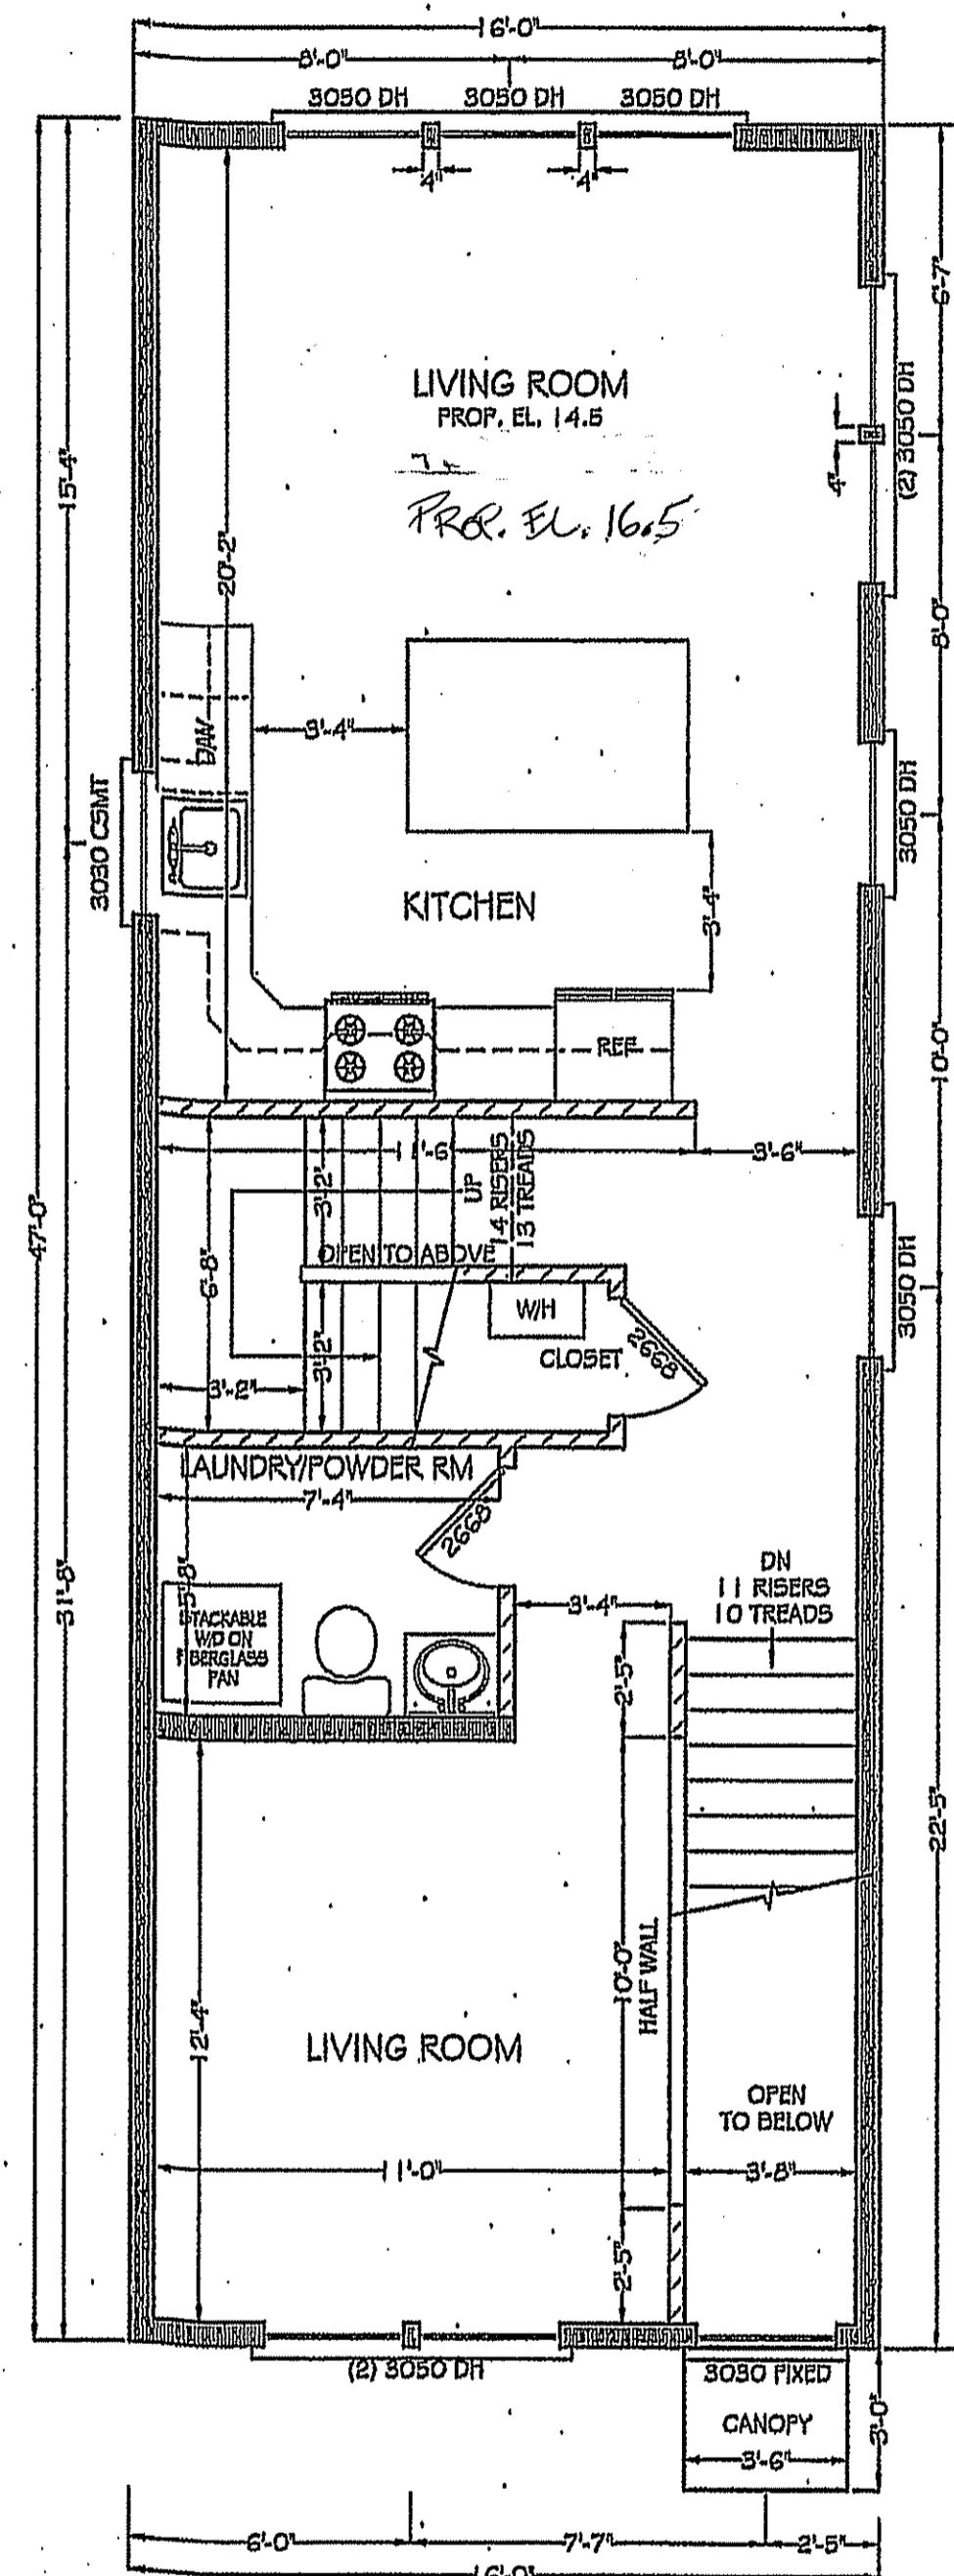 16'-0"
8'-0" 8'-0"
3050 DH 3050 DH 3050 DH
4" 4"
6'-7"
LIVING ROOM
PROP. EL. 14.5
PROP. EL. 16.5
(2) 3050 DH
4"
15'-4"
20'-2"
8'-0"
DW
3'-4"
3030 CSMT
3050 DH
KITCHEN
3'-4"
REF
10'-0"
47'-0"
11'-6"
3'-6"
3'-2"
UP
14 RISERS
13 TREADS
OPEN TO ABOVE
6'-8"
W/H
CLOSET
2668
3050 DH
3'-2"
3'-2"
LAUNDRY/POWDER RM
7'-4"
2668
31'-8"
5'-8"
STACKABLE
W/D ON
FIBERGLASS
PAN
3'-4"
DN
11 RISERS
10 TREADS
2'-5"
22'-5"
10'-0"
HALF WALL
12'-4"
LIVING ROOM
OPEN
TO BELOW
11'-0"
3'-8"
2'-5"
(2) 3050 DH
3030 FIXED
CANOPY
3'-6"
3'-0"
6'-0" 7'-7" 2'-5"
16'-0"